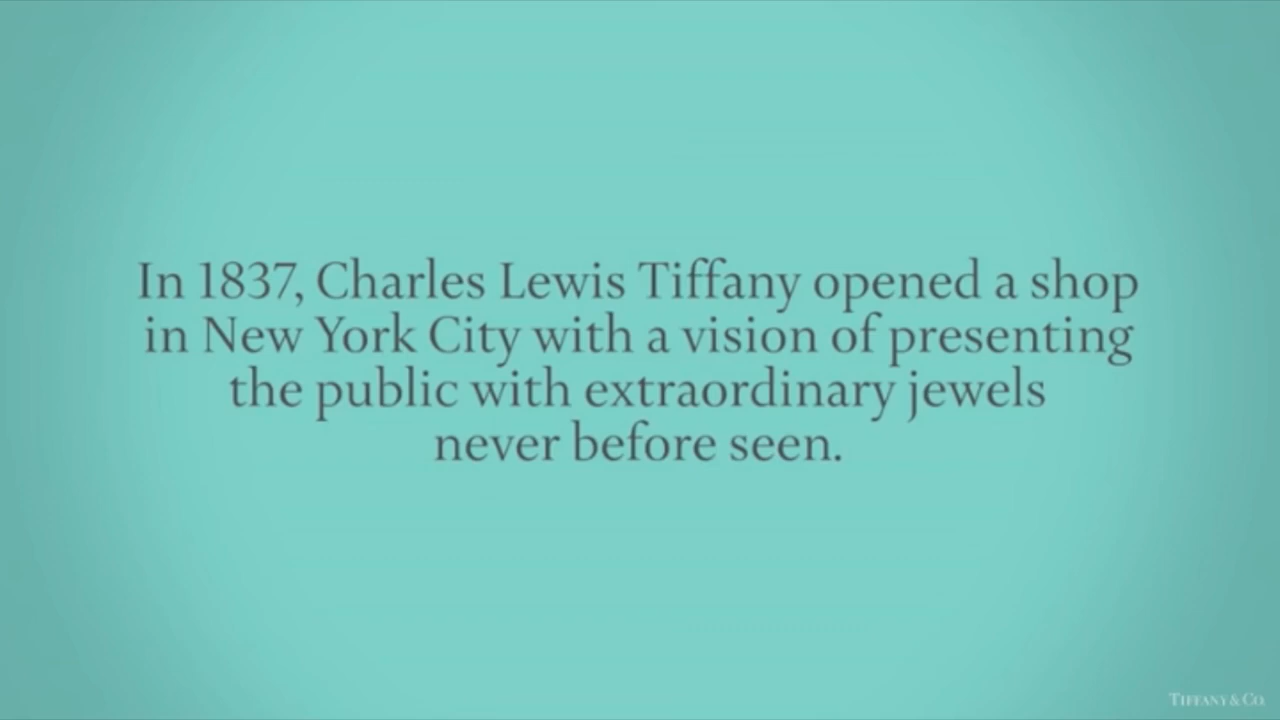 In 1837, Charles Lewis Tiffany opened a shop
in New York City with a vision of presenting
the public with extraordinary jewels
never before seen.
TIFFANY & CO.